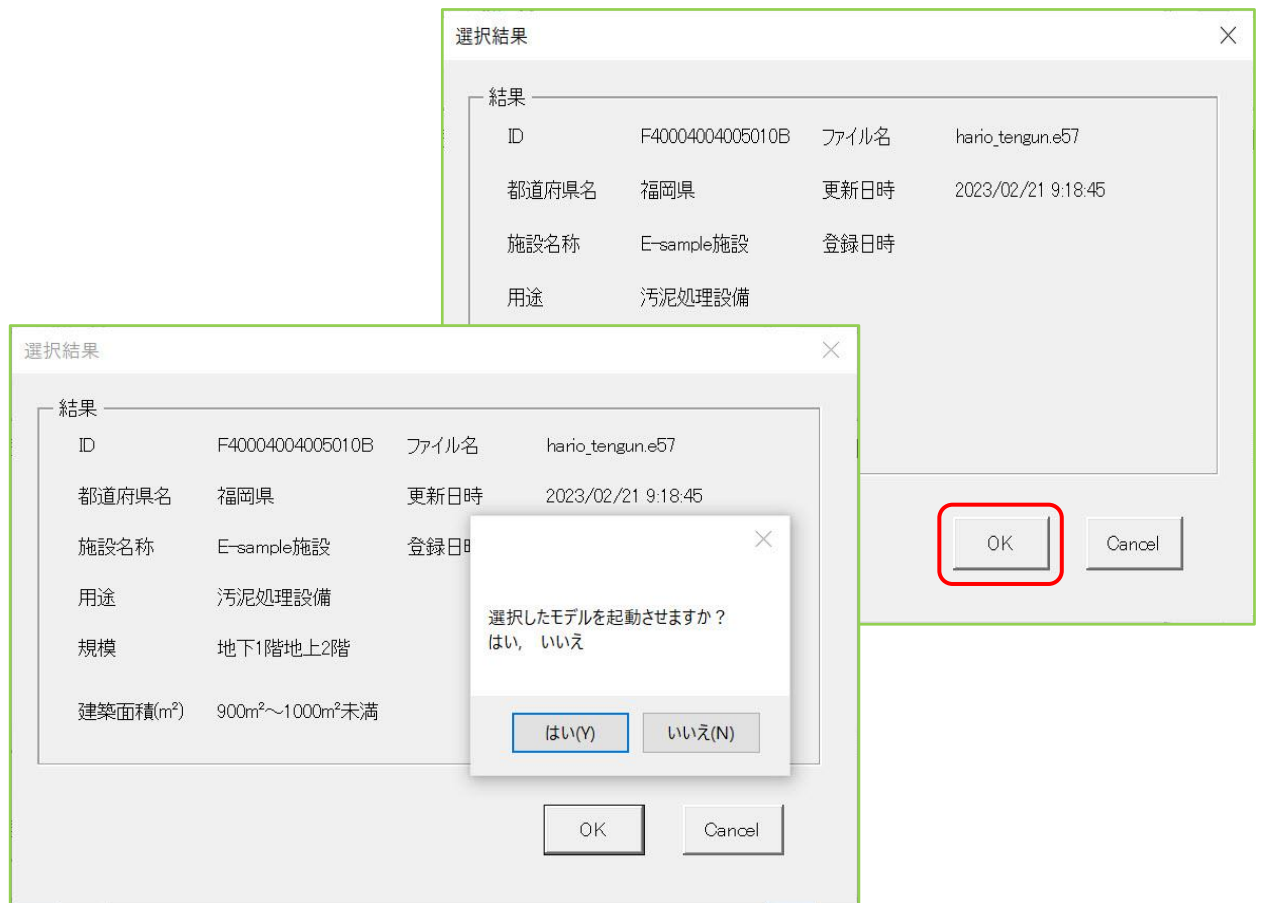 選択結果
結果
ID F40004004005010B ファイル名 hario_tengun.e57
都道府県名 福岡県 更新日時 2023/02/21 9:18:45
施設名称 E-sample施設 登録日時
用途 汚泥処理設備
OK Cancel
選択結果
結果
ID F40004004005010B ファイル名 hario_tengun.e57
都道府県名 福岡県 更新日時 2023/02/21 9:18:45
施設名称 E-sample施設 登録日
用途 汚泥処理設備
規模 地下1階地上2階
建築面積(m²) 900m²～1000m²未満
選択したモデルを起動させますか？
はい, いいえ
はい(Y) いいえ(N)
OK Cancel